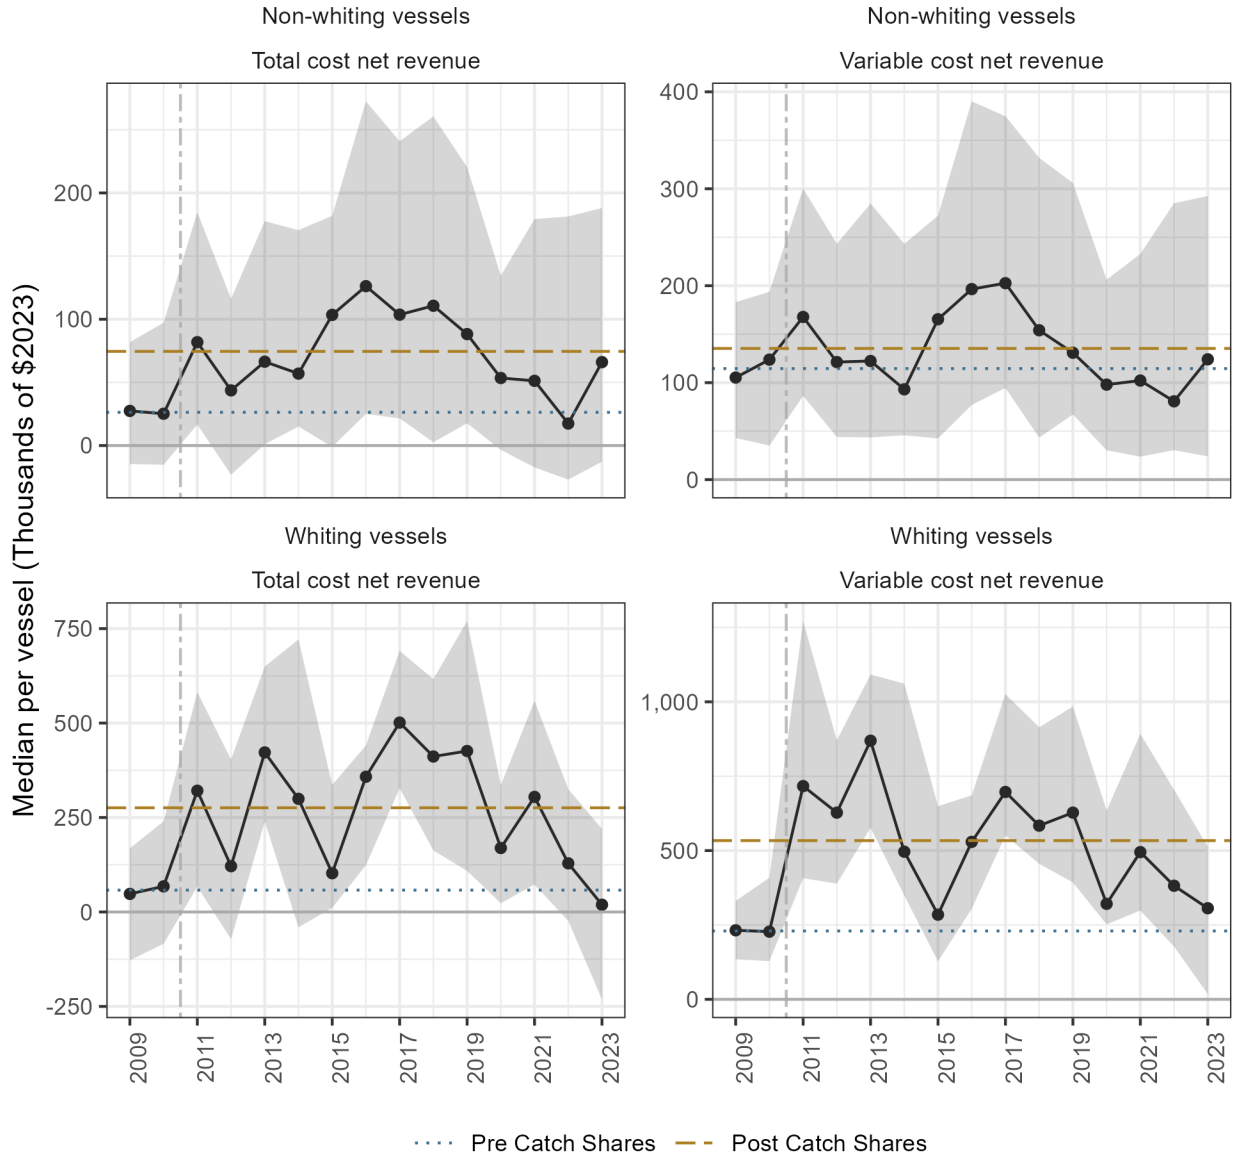 Non-whiting vessels
Non-whiting vessels
Total cost net revenue
Variable cost net revenue
200
100
0
400
300
200
100
0
Median per vessel (Thousands of $2023)
Whiting vessels
Whiting vessels
Total cost net revenue
Variable cost net revenue
750
500
250
0
-250
1,000
500
0
2009 2011 2013 2015 2017 2019 2021 2023
2009 2011 2013 2015 2017 2019 2021 2023
Pre Catch Shares Post Catch Shares